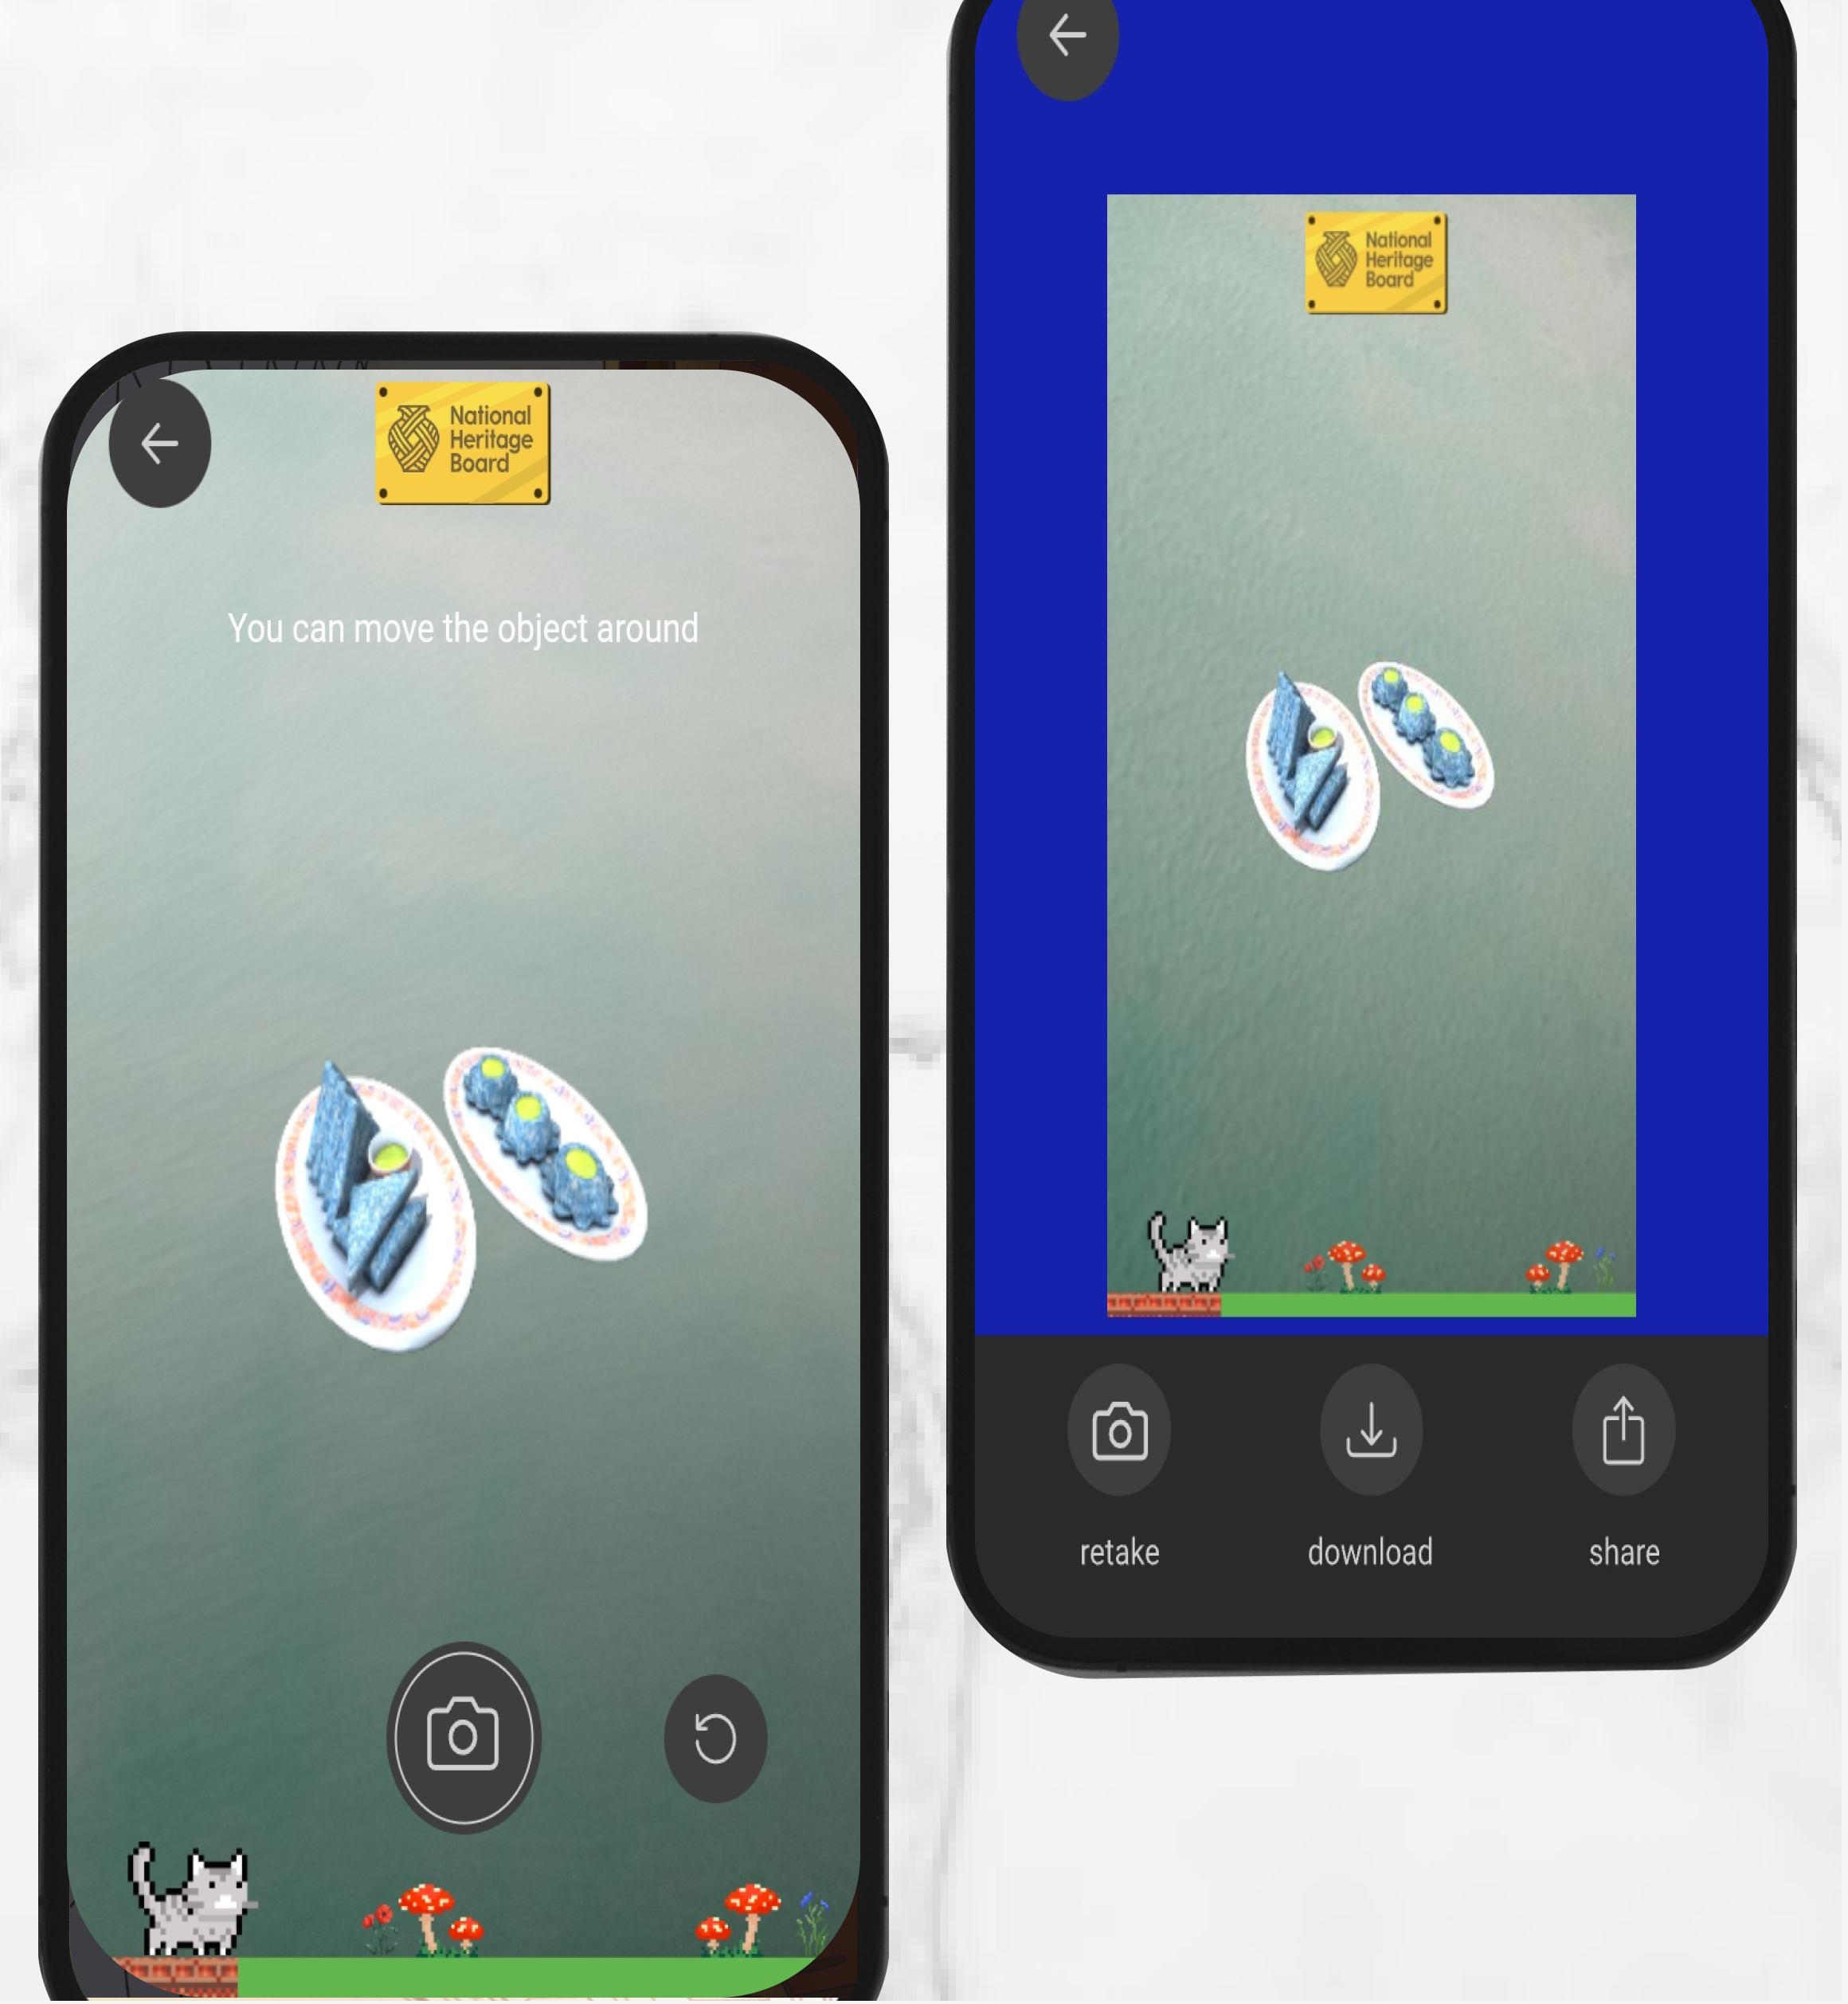 National
Heritage
Board
You can move the object around
National
Heritage
Board
retake
download
share